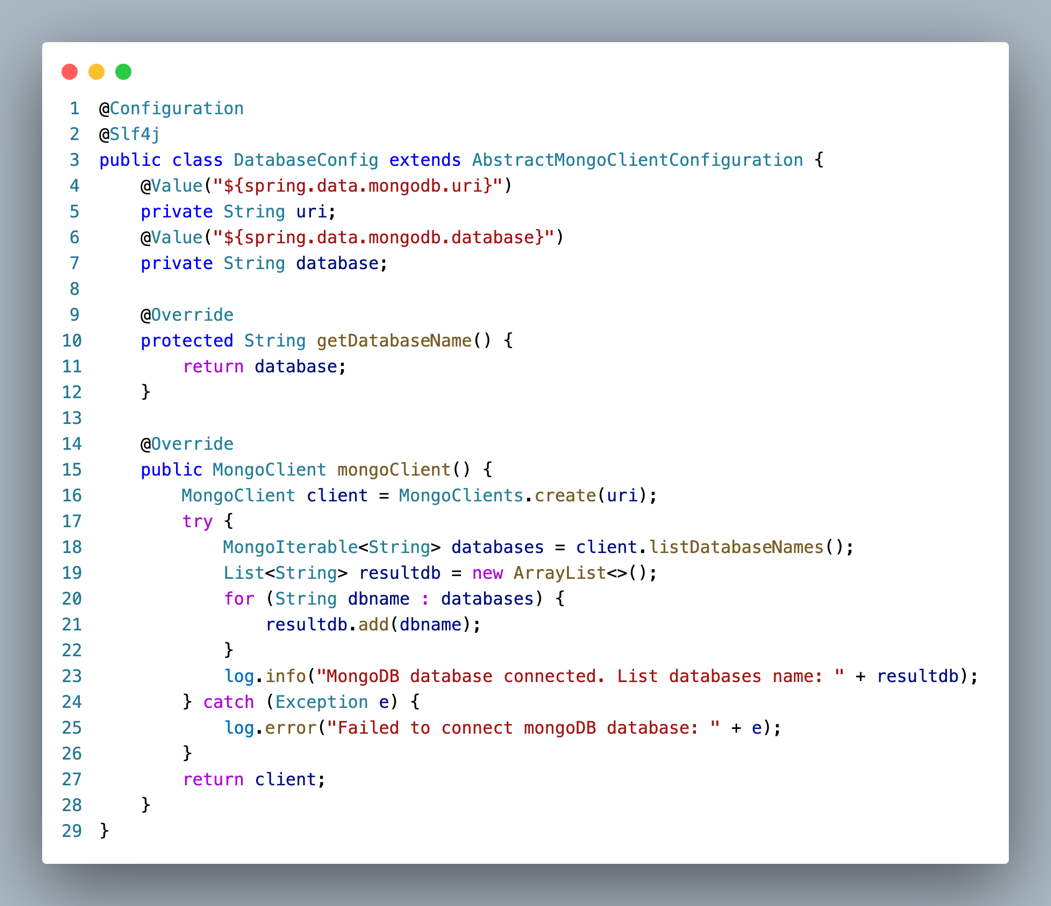 1 @Configuration
2 @Slf4j
3 public class DatabaseConfig extends AbstractMongoClientConfiguration {
4     @Value("${spring.data.mongodb.uri}")
5     private String uri;
6     @Value("${spring.data.mongodb.database}")
7     private String database;
8
9     @Override
10     protected String getDatabaseName() {
11         return database;
12     }
13
14     @Override
15     public MongoClient mongoClient() {
16         MongoClient client = MongoClients.create(uri);
17         try {
18             MongoIterable<String> databases = client.listDatabaseNames();
19             List<String> resultdb = new ArrayList<>();
20             for (String dbname : databases) {
21                 resultdb.add(dbname);
22             }
23             log.info("MongoDB database connected. List databases name: " + resultdb);
24         } catch (Exception e) {
25             log.error("Failed to connect mongoDB database: " + e);
26         }
27         return client;
28     }
29 }